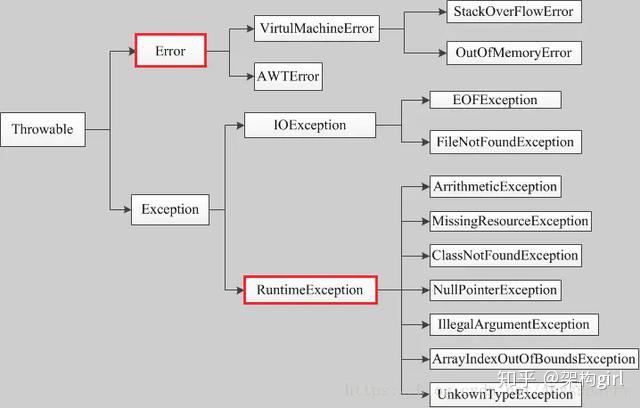 StackOverFlowError
VirtulMachineError
Error
OutOfMemoryError
AWTError
EOFException
Throwable
IOException
FileNotFoundException
ArrithmeticException
Exception
MissingResourceException
ClassNotFoundException
RuntimeException
NullPointerException
IllegalArgumentException
ArrayIndexOutOfBoundsException
知乎 @架构girl
UnkownTypeException